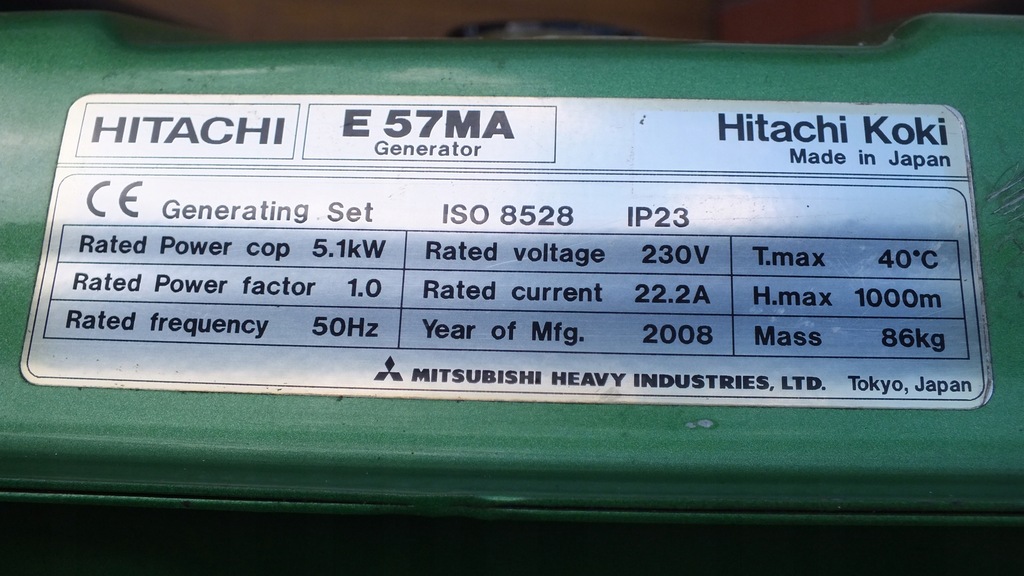 HITACHI E 57MA Hitachi Koki
Generator Made in Japan
CE Generating Set ISO 8528 IP23
Rated Power cop 5.1kW Rated voltage 230V T.max 40°C
Rated Power factor 1.0 Rated current 22.2A H.max 1000m
Rated frequency 50Hz Year of Mfg. 2008 Mass 86kg
MITSUBISHI HEAVY INDUSTRIES, LTD. Tokyo, Japan